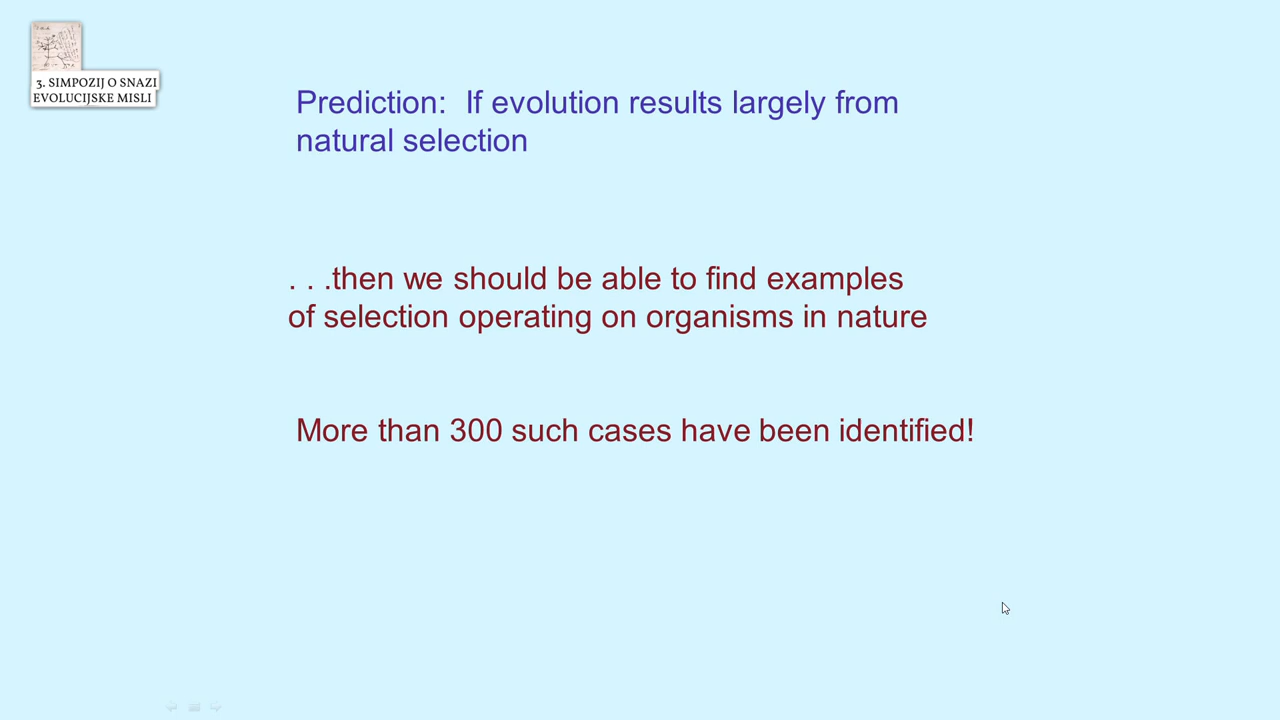 3. SIMPOZIJ O SNAZI
EVOLUCIJSKE MISLI
Prediction: If evolution results largely from
natural selection
. . .then we should be able to find examples
of selection operating on organisms in nature
More than 300 such cases have been identified!